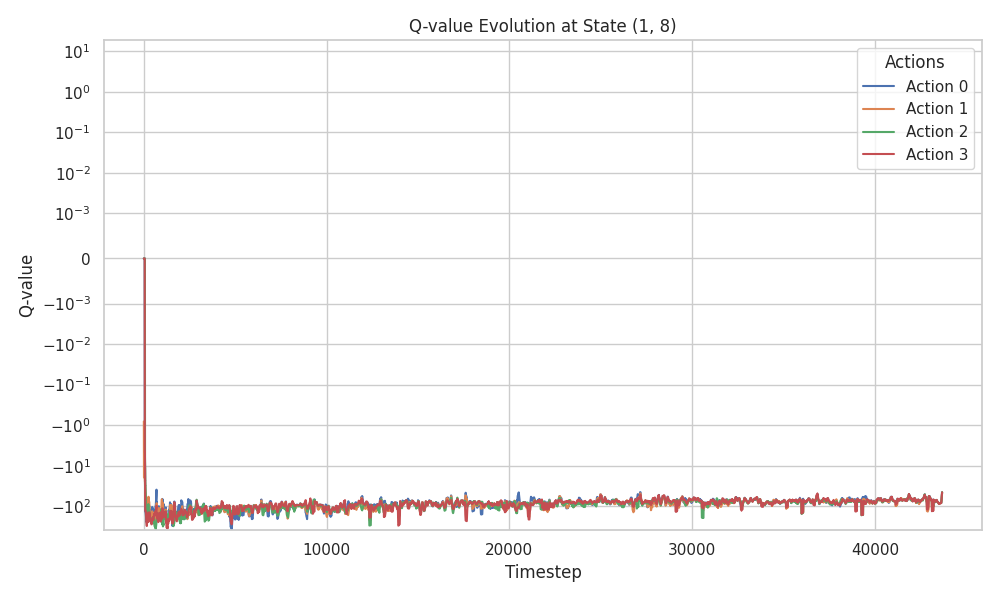 Q-value Evolution at State (1, 8)
10¹
10⁰
10⁻¹
10⁻²
10⁻³
0
−10⁻³
−10⁻²
−10⁻¹
−10⁰
−10¹
−10²
Q-value
Actions
Action 0
Action 1
Action 2
Action 3
0 10000 20000 30000 40000
Timestep